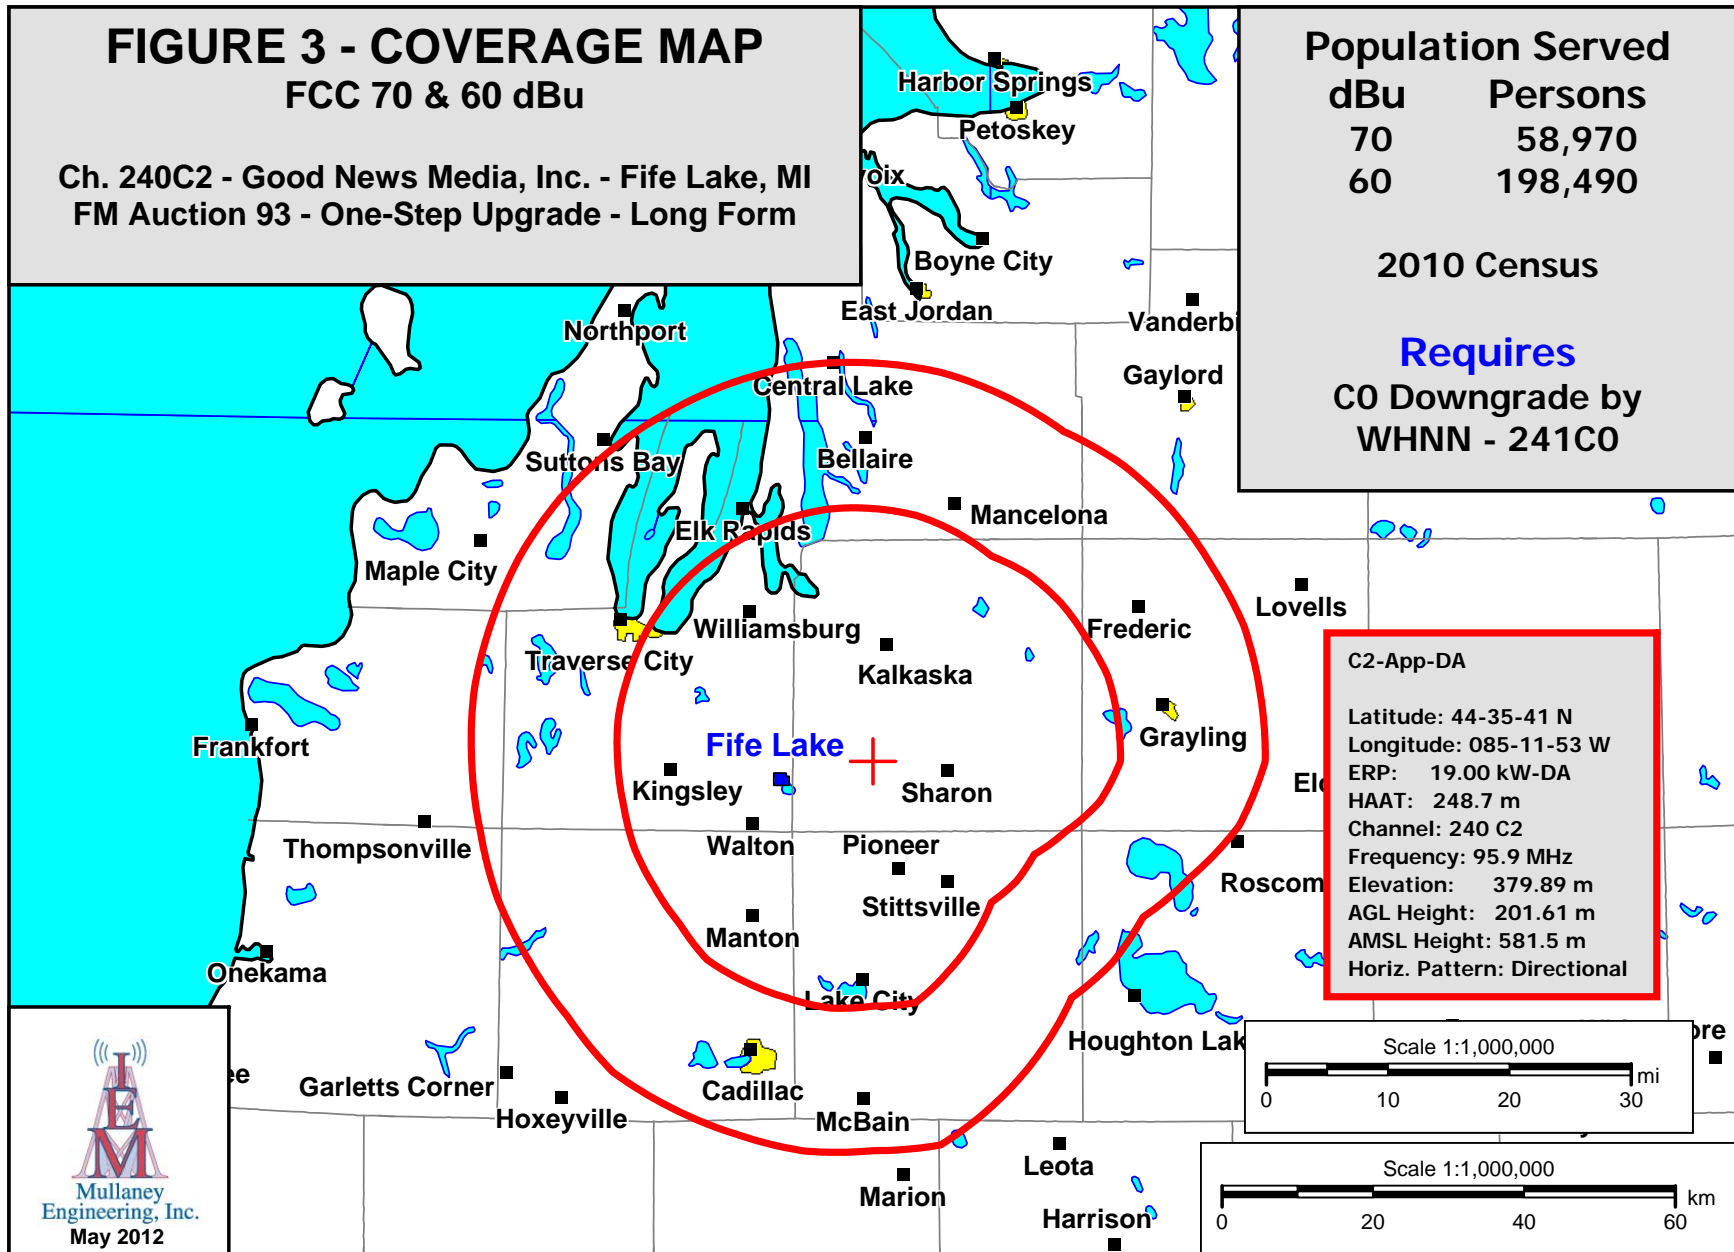 FIGURE 3 - COVERAGE MAP
FCC 70 & 60 dBu
Ch. 240C2 - Good News Media, Inc. - Fife Lake, MI
FM Auction 93 - One-Step Upgrade - Long Form
Population Served
dBu Persons
70 58,970
60 198,490
2010 Census
Requires
C0 Downgrade by
WHNN - 241C0
Harbor Springs
Petoskey
voix
Boyne City
East Jordan
Northport
Vanderbi
Central Lake
Gaylord
Suttons Bay
Bellaire
Elk Rapids
Mancelona
Maple City
Lovells
Williamsburg
Frederic
Traverse City
Kalkaska
Frankfort
Fife Lake
Grayling
Kingsley
Sharon
Thompsonville
Walton
Pioneer
Roscom
Stittsville
Manton
Onekama
Lake City
Houghton Lak
ore
ee
Garletts Corner
Cadillac
Hoxeyville
McBain
Leota
Marion
Harrison
C2-App-DA
Latitude: 44-35-41 N
Longitude: 085-11-53 W
ERP: 19.00 kW-DA
HAAT: 248.7 m
Channel: 240 C2
Frequency: 95.9 MHz
Elevation: 379.89 m
AGL Height: 201.61 m
AMSL Height: 581.5 m
Horiz. Pattern: Directional
Scale 1:1,000,000
mi
0 10 20 30
Scale 1:1,000,000
km
0 20 40 60
IEM
Mullaney
Engineering, Inc.
May 2012